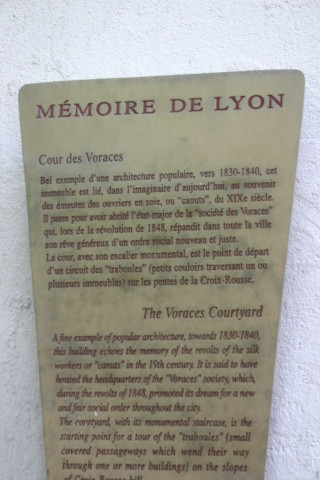 MÉMOIRE DE LYON
Cour des Voraces
Bel exemple d'une architecture populaire, vers 1830-1840, cet
immeuble est lié, dans l'imaginaire d'aujourd'hui, au souvenir
des émeutes des ouvriers en soie, ou "canuts", du XIXe siècle.
Il passe pour avoir abrité l'état-major de la "société des Voraces"
qui, lors de la révolution de 1848, répandit dans toute la ville
son rêve généreux d'un ordre social nouveau et juste.
La cour, avec son escalier monumental, est le point de départ
d'un circuit des "traboules" (petits couloirs traversant un ou
plusieurs immeubles) sur les pentes de la Croix-Rousse.
The Voraces Courtyard
A fine example of popular architecture, towards 1830-1840,
this building echoes the memory of the revolts of the silk
workers or "canuts" in the 19th century. It is said to have
housed the headquarters of the "Voraces" society, which,
during the revolts of 1848, promoted its dream for a new
and fair social order throughout the city.
The corstyard, with its monumental staircase, is the
starting point for a tour of the "traboules" (small
covered passageways which wend their way
through one or more buildings) on the slopes
of Croix-Rousse hill.